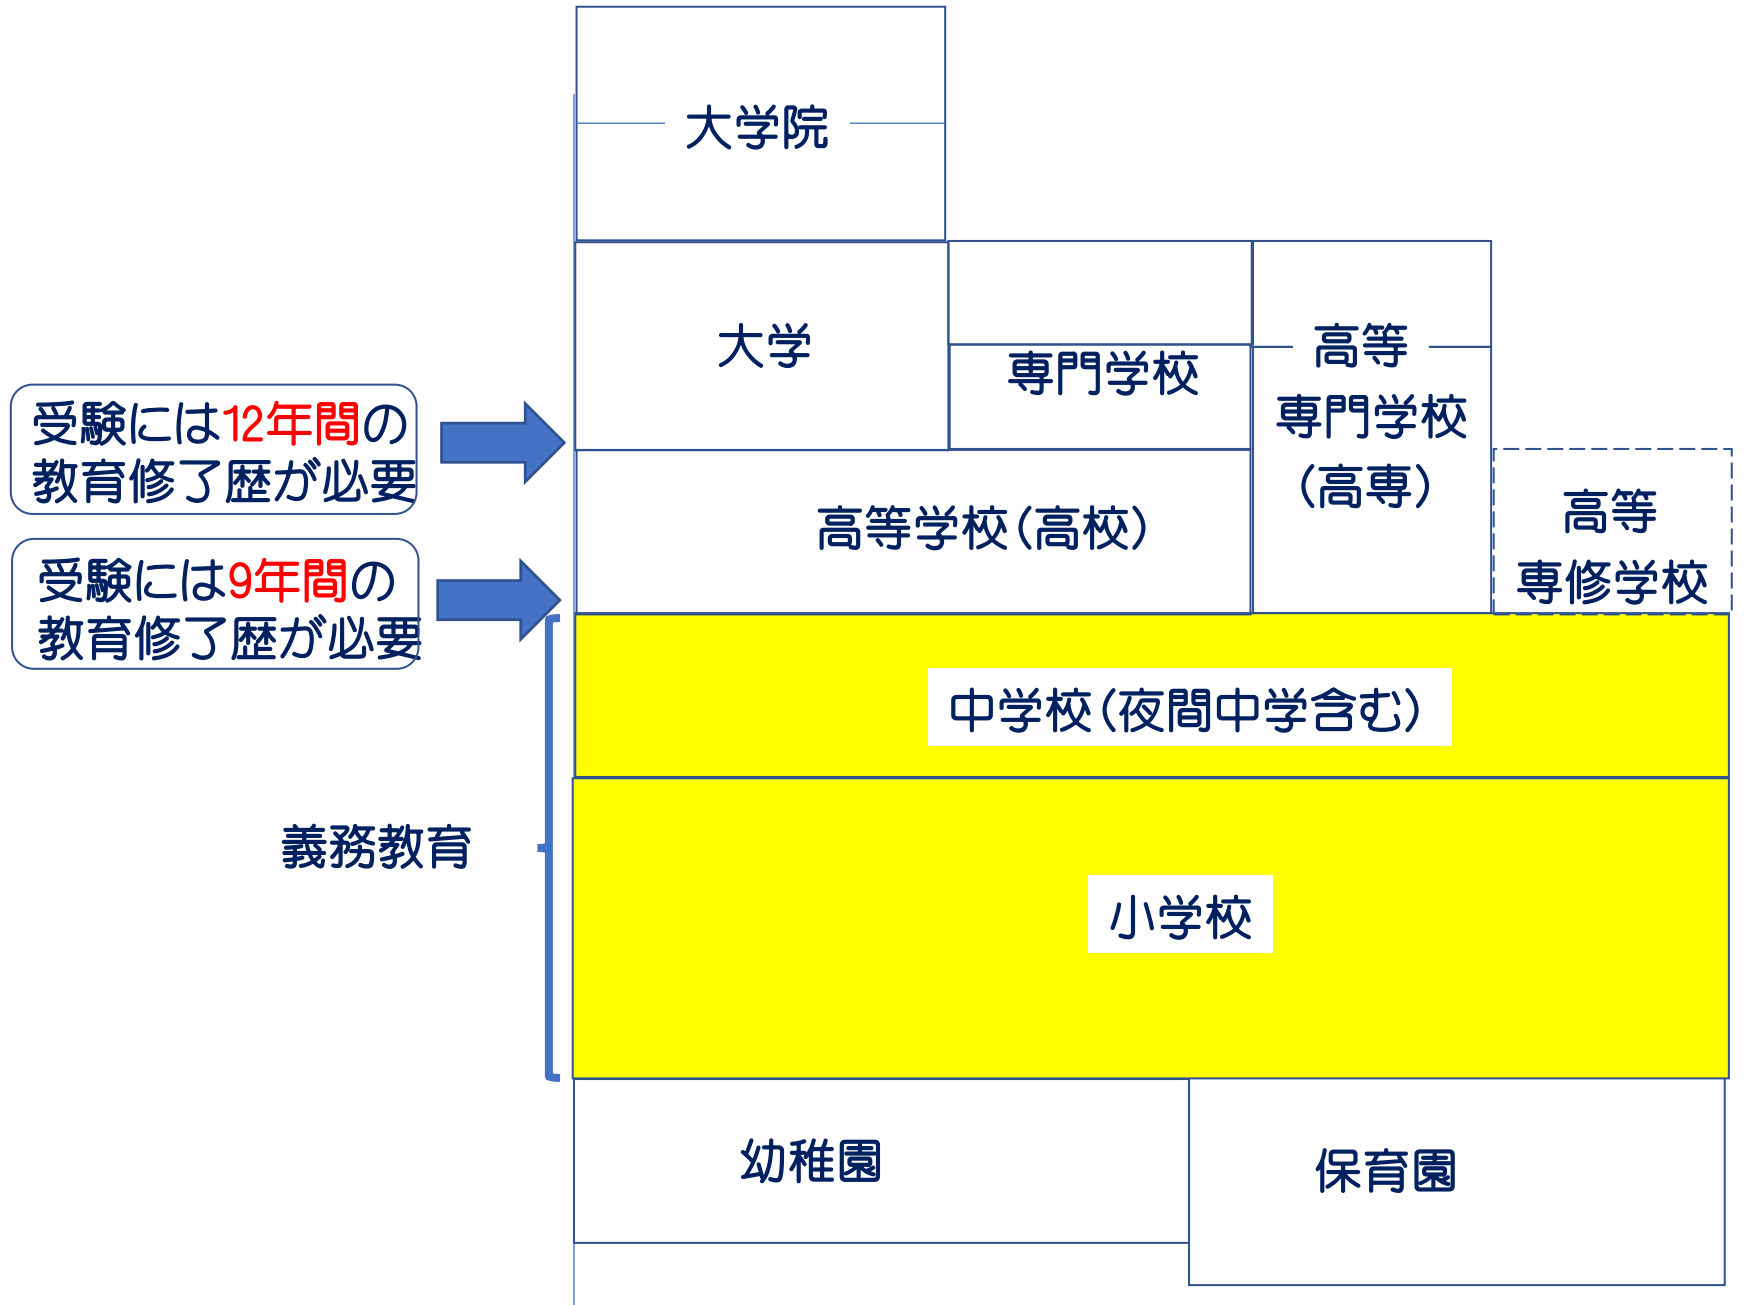 大学院
大学
専門学校
高等
専門学校
(高専)
受験には12年間の
教育修了歴が必要
高等学校(高校)
高等
専修学校
受験には9年間の
教育修了歴が必要
中学校(夜間中学含む)
義務教育
小学校
幼稚園
保育園